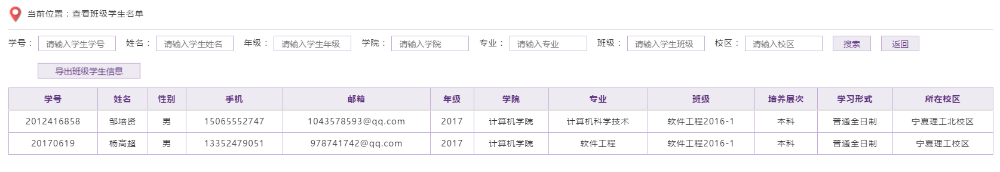 当前位置：查看班级学生名单
学号： 请输入学生学号 姓名： 请输入学生姓名 年级： 请输入学生年级 学院： 请输入学院 专业： 请输入专业 班级： 请输入学生班级 校区： 请输入校区 搜索 返回
导出班级学生信息
学号 姓名 性别 手机 邮箱 年级 学院 专业 班级 培养层次 学习形式 所在校区
2012416858 邹培贤 男 15065552747 1043578593@qq.com 2017 计算机学院 计算机科学技术 软件工程2016-1 本科 普通全日制 宁夏理工北校区
20170619 杨高超 男 13352479051 978741742@qq.com 2017 计算机学院 软件工程 软件工程2016-1 本科 普通全日制 宁夏理工校区